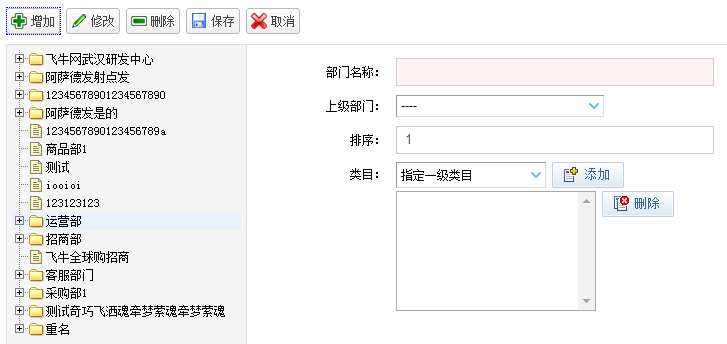 增加 修改 删除 保存 取消
飞牛网武汉研发中心
阿萨德发射点发
12345678901234567890
阿萨德发是的
1234567890123456789a
商品部1
测试
iooioi
123123123
运营部
招商部
飞牛全球购招商
客服部门
采购部1
测试奇巧飞洒魂牵梦萦魂牵梦萦魂
重名
部门名称：
上级部门： ----
排序： 1
类目： 指定一级类目 添加
删除